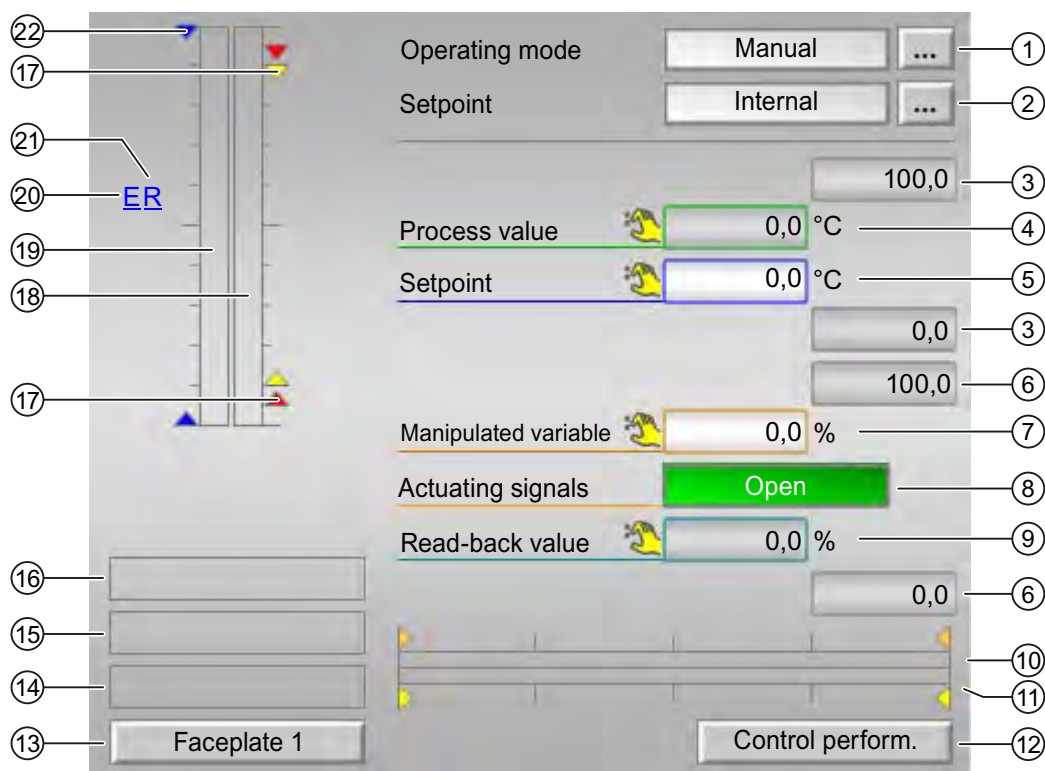 22
17
Operating mode Manual ... 1
Setpoint Internal ... 2
21
20 ER
100,0 3
Process value 0,0 °C 4
19
18
Setpoint 0,0 °C 5
0,0 3
17
100,0 6
Manipulated variable 0,0 % 7
Actuating signals Open 8
Read-back value 0,0 % 9
16
0,0 6
15
10
14
11
13 Faceplate 1
Control perform. 12